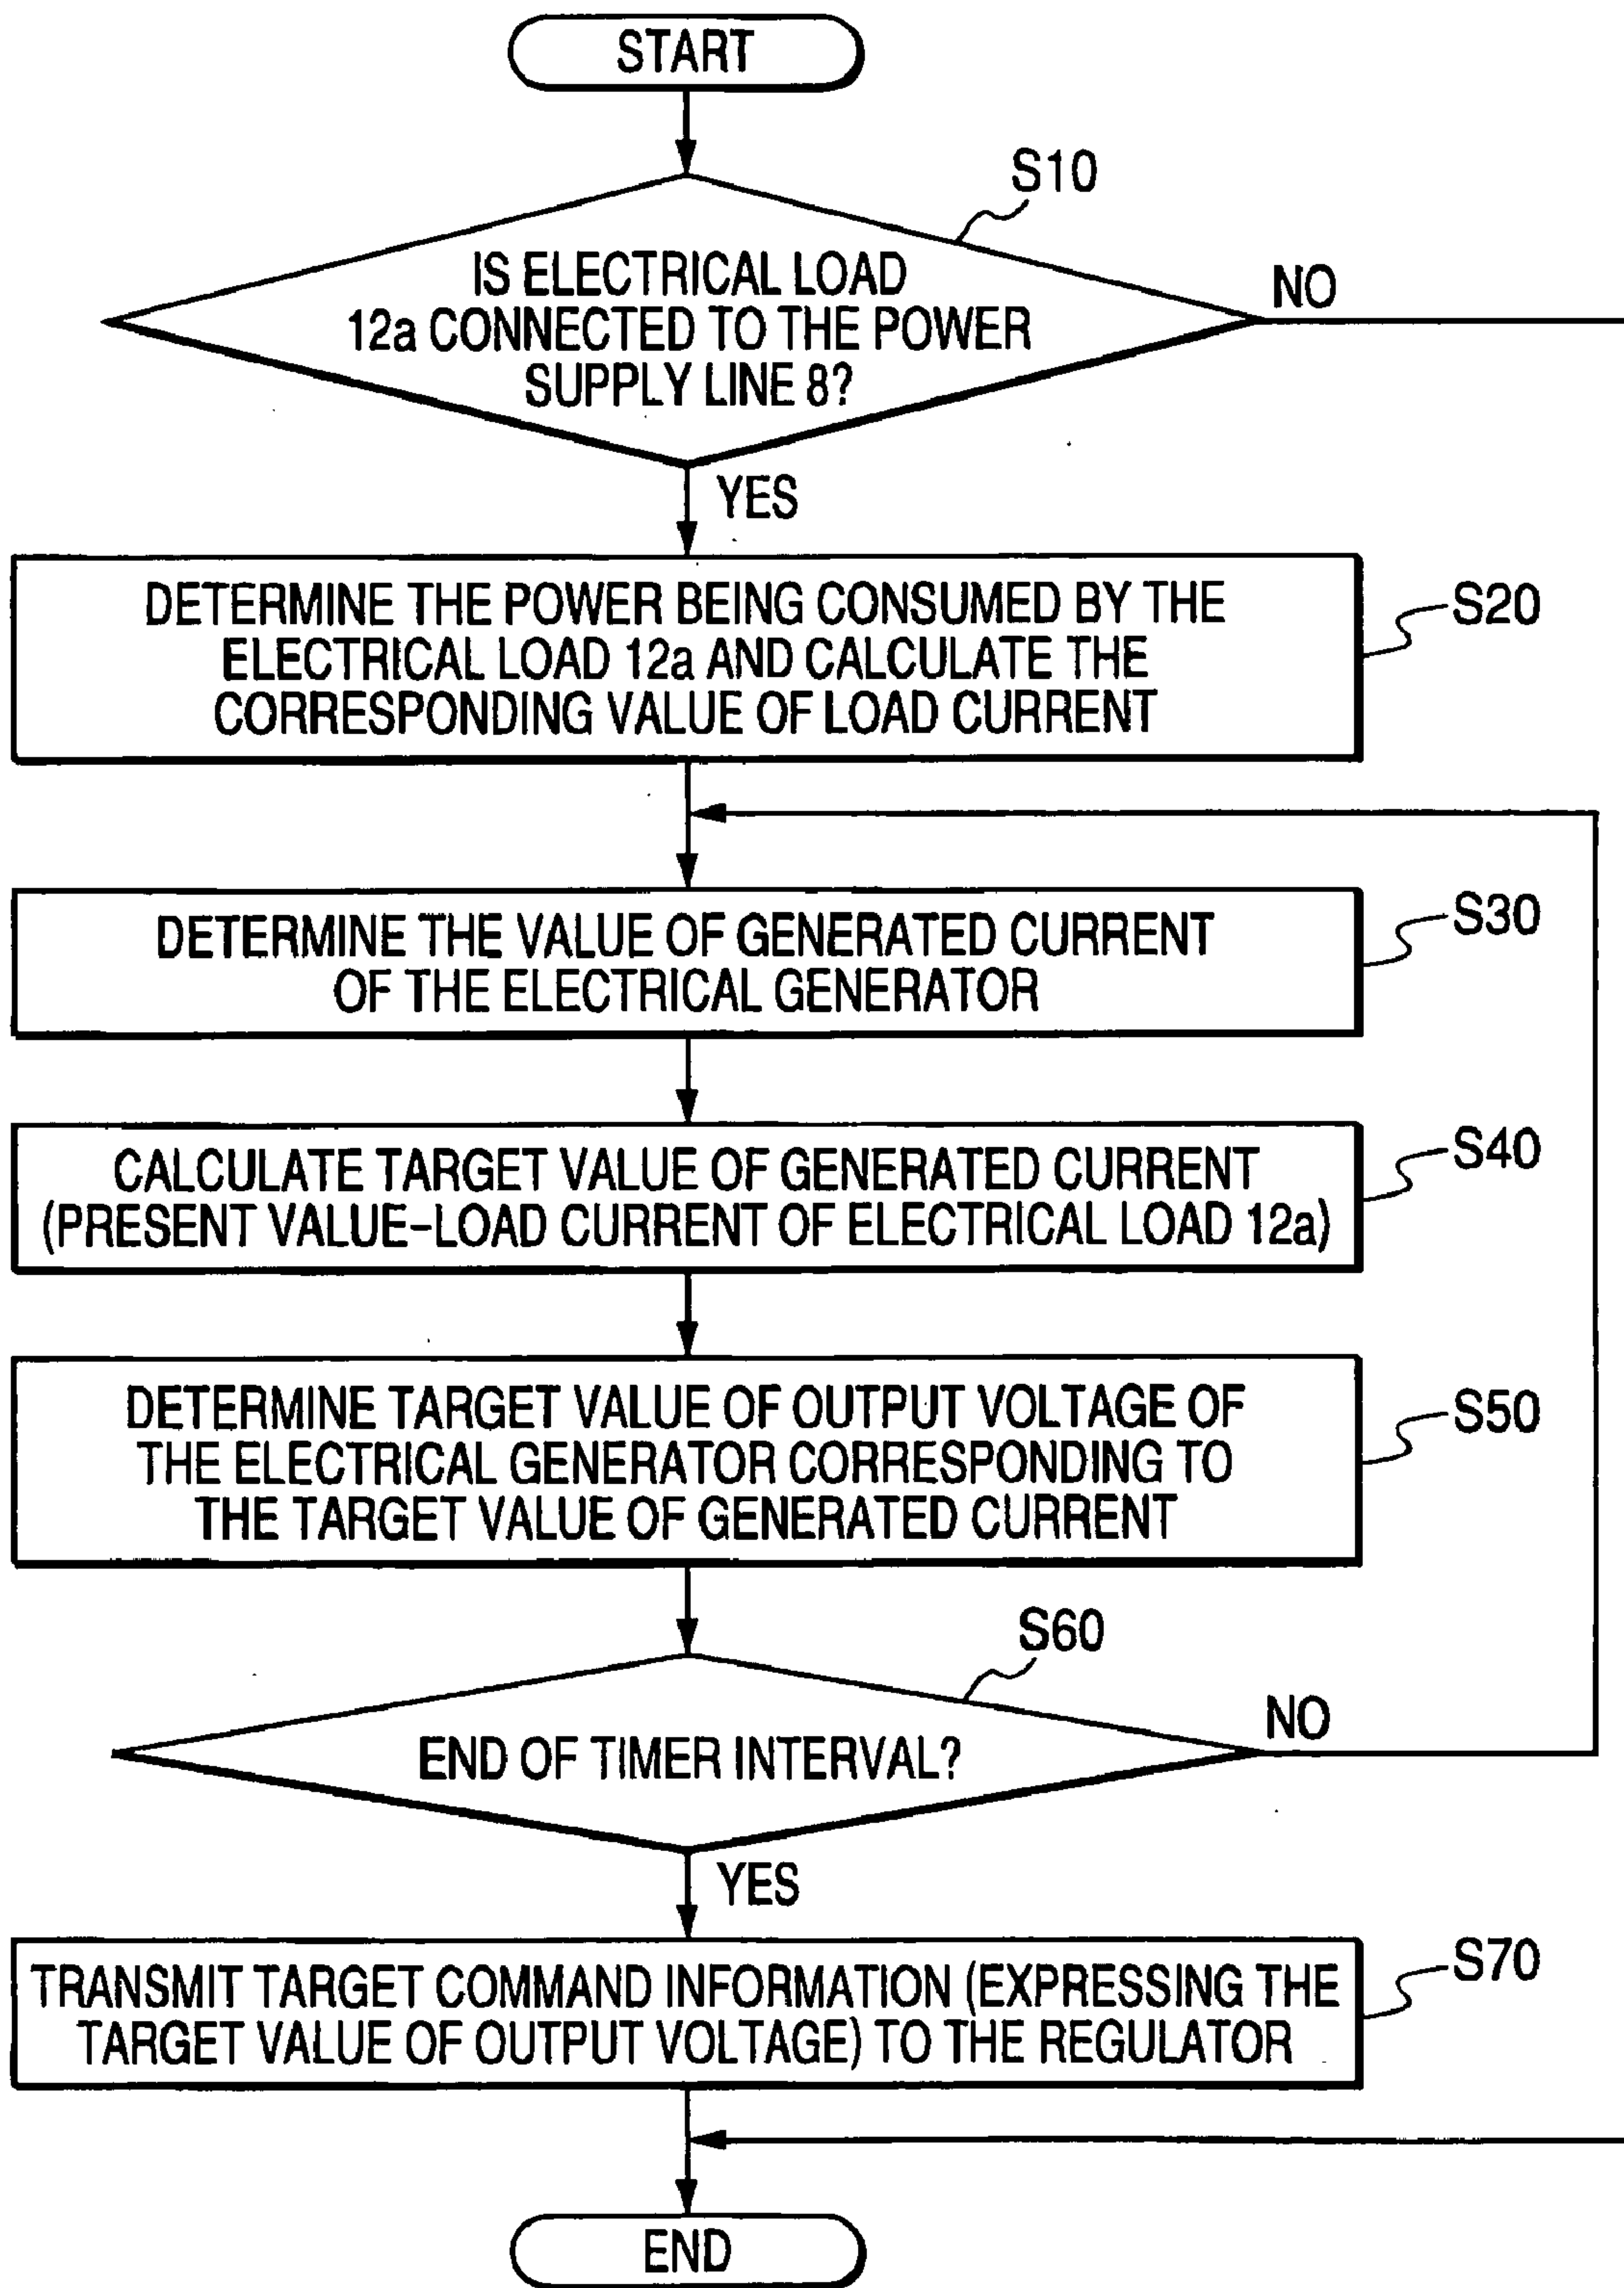 START
S10
IS ELECTRICAL LOAD
12a CONNECTED TO THE POWER
SUPPLY LINE 8?
NO
YES
DETERMINE THE POWER BEING CONSUMED BY THE
ELECTRICAL LOAD 12a AND CALCULATE THE
CORRESPONDING VALUE OF LOAD CURRENT
S20
DETERMINE THE VALUE OF GENERATED CURRENT
OF THE ELECTRICAL GENERATOR
S30
CALCULATE TARGET VALUE OF GENERATED CURRENT
(PRESENT VALUE–LOAD CURRENT OF ELECTRICAL LOAD 12a)
S40
DETERMINE TARGET VALUE OF OUTPUT VOLTAGE OF
THE ELECTRICAL GENERATOR CORRESPONDING TO
THE TARGET VALUE OF GENERATED CURRENT
S50
S60
END OF TIMER INTERVAL?
NO
YES
TRANSMIT TARGET COMMAND INFORMATION (EXPRESSING THE
TARGET VALUE OF OUTPUT VOLTAGE) TO THE REGULATOR
S70
END